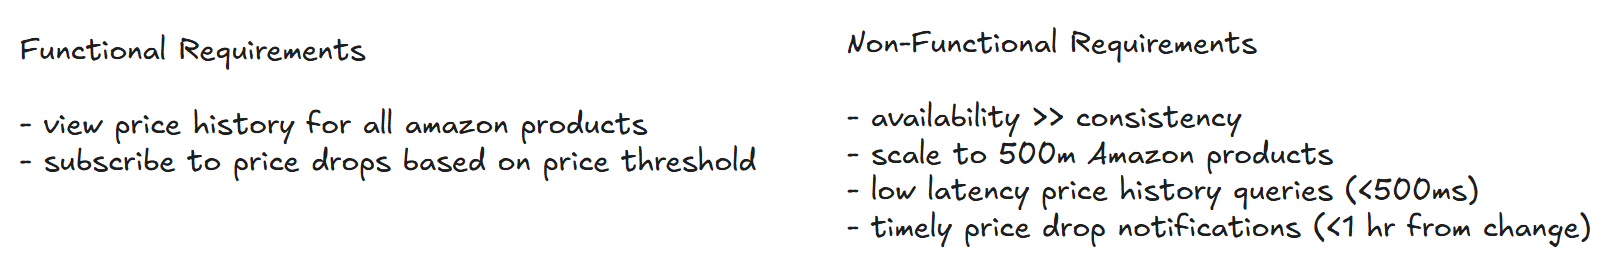 Functional Requirements
- view price history for all amazon products
- subscribe to price drops based on price threshold
Non-Functional Requirements
- availability >> consistency
- scale to 500m Amazon products
- low latency price history queries (<500ms)
- timely price drop notifications (<1 hr from change)